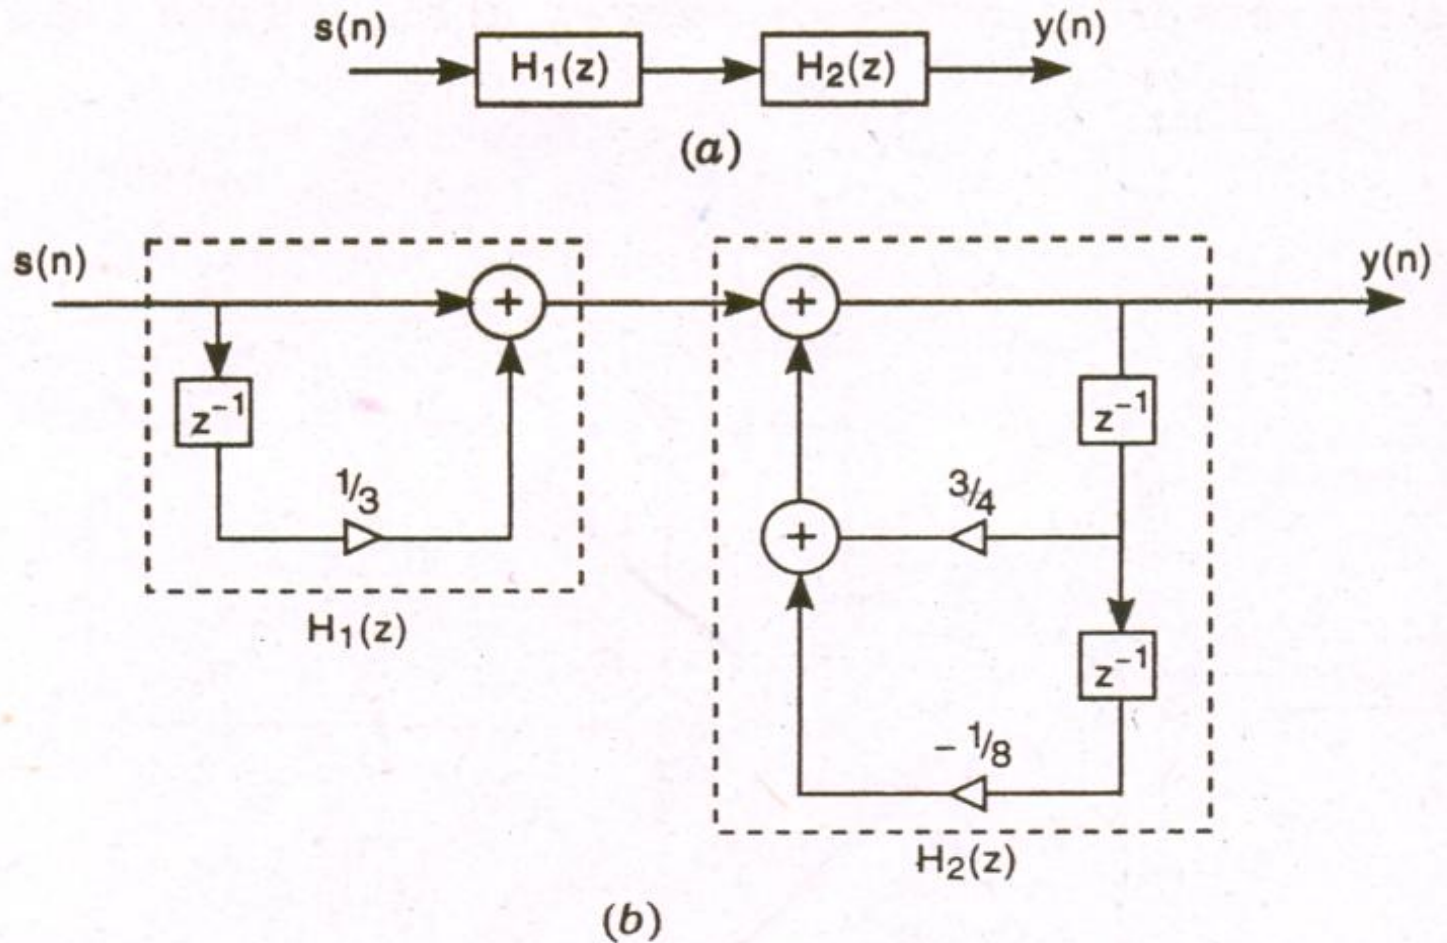 s(n)
H₁(z)
H₂(z)
y(n)
(a)
s(n)
+
+
y(n)
z⁻¹
z⁻¹
1/3
3/4
+
H₁(z)
z⁻¹
– 1/8
H₂(z)
(b)